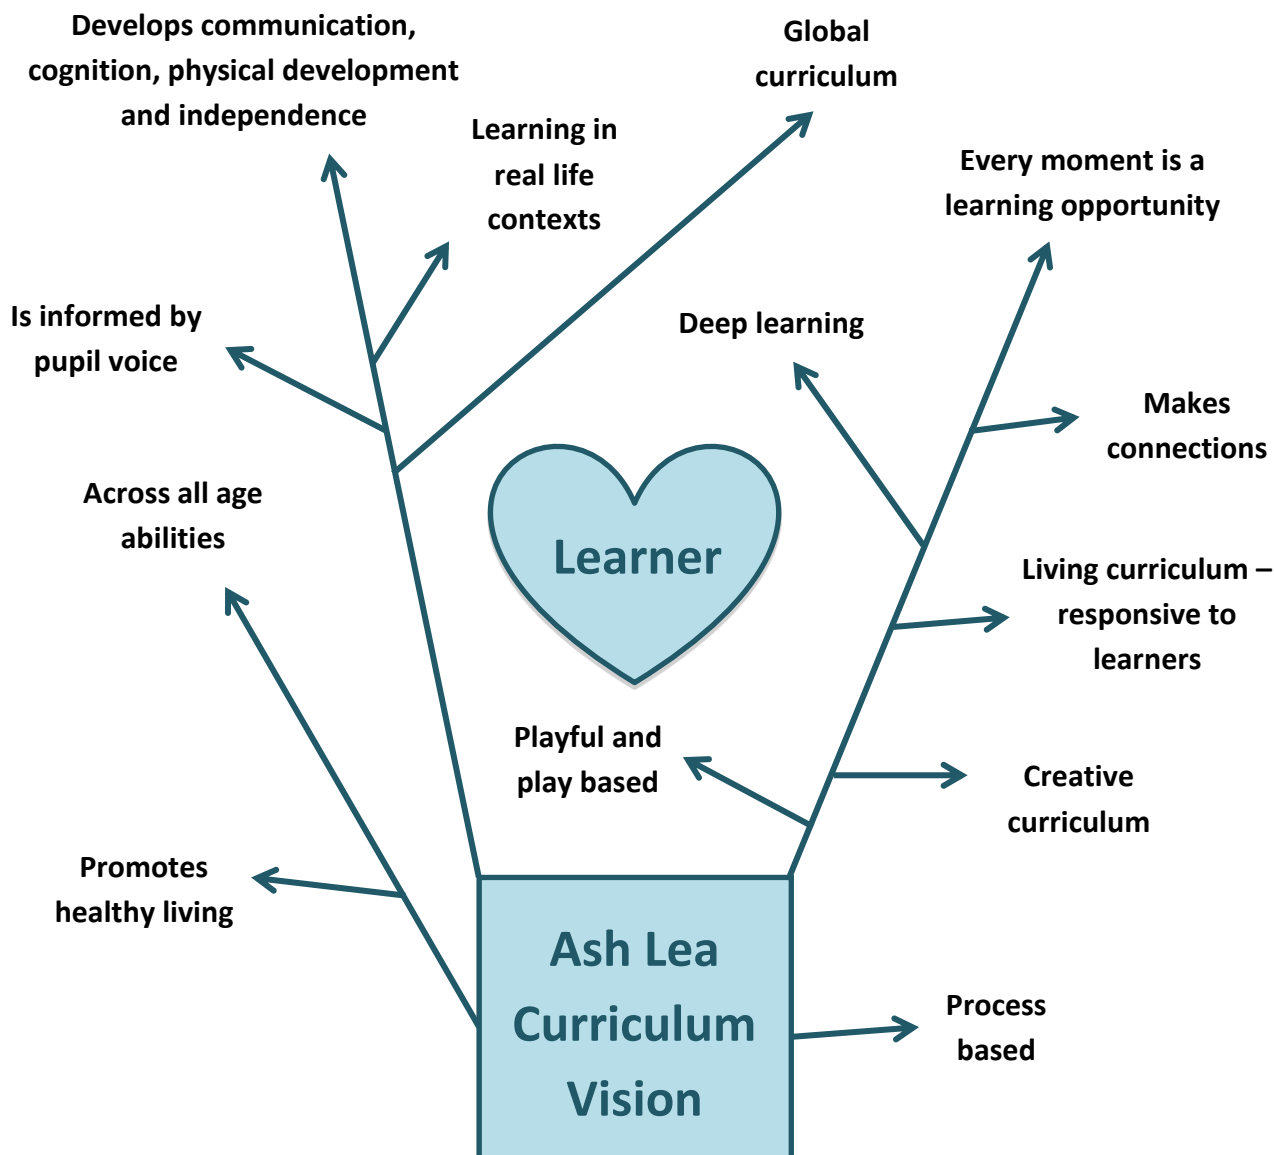 Develops communication,
cognition, physical development
and independence
Global
curriculum
Learning in
real life
contexts
Every moment is a
learning opportunity
Is informed by
pupil voice
Deep learning
Makes
connections
Across all age
abilities
Learner
Living curriculum –
responsive to
learners
Playful and
play based
Creative
curriculum
Promotes
healthy living
Ash Lea
Curriculum
Vision
Process
based